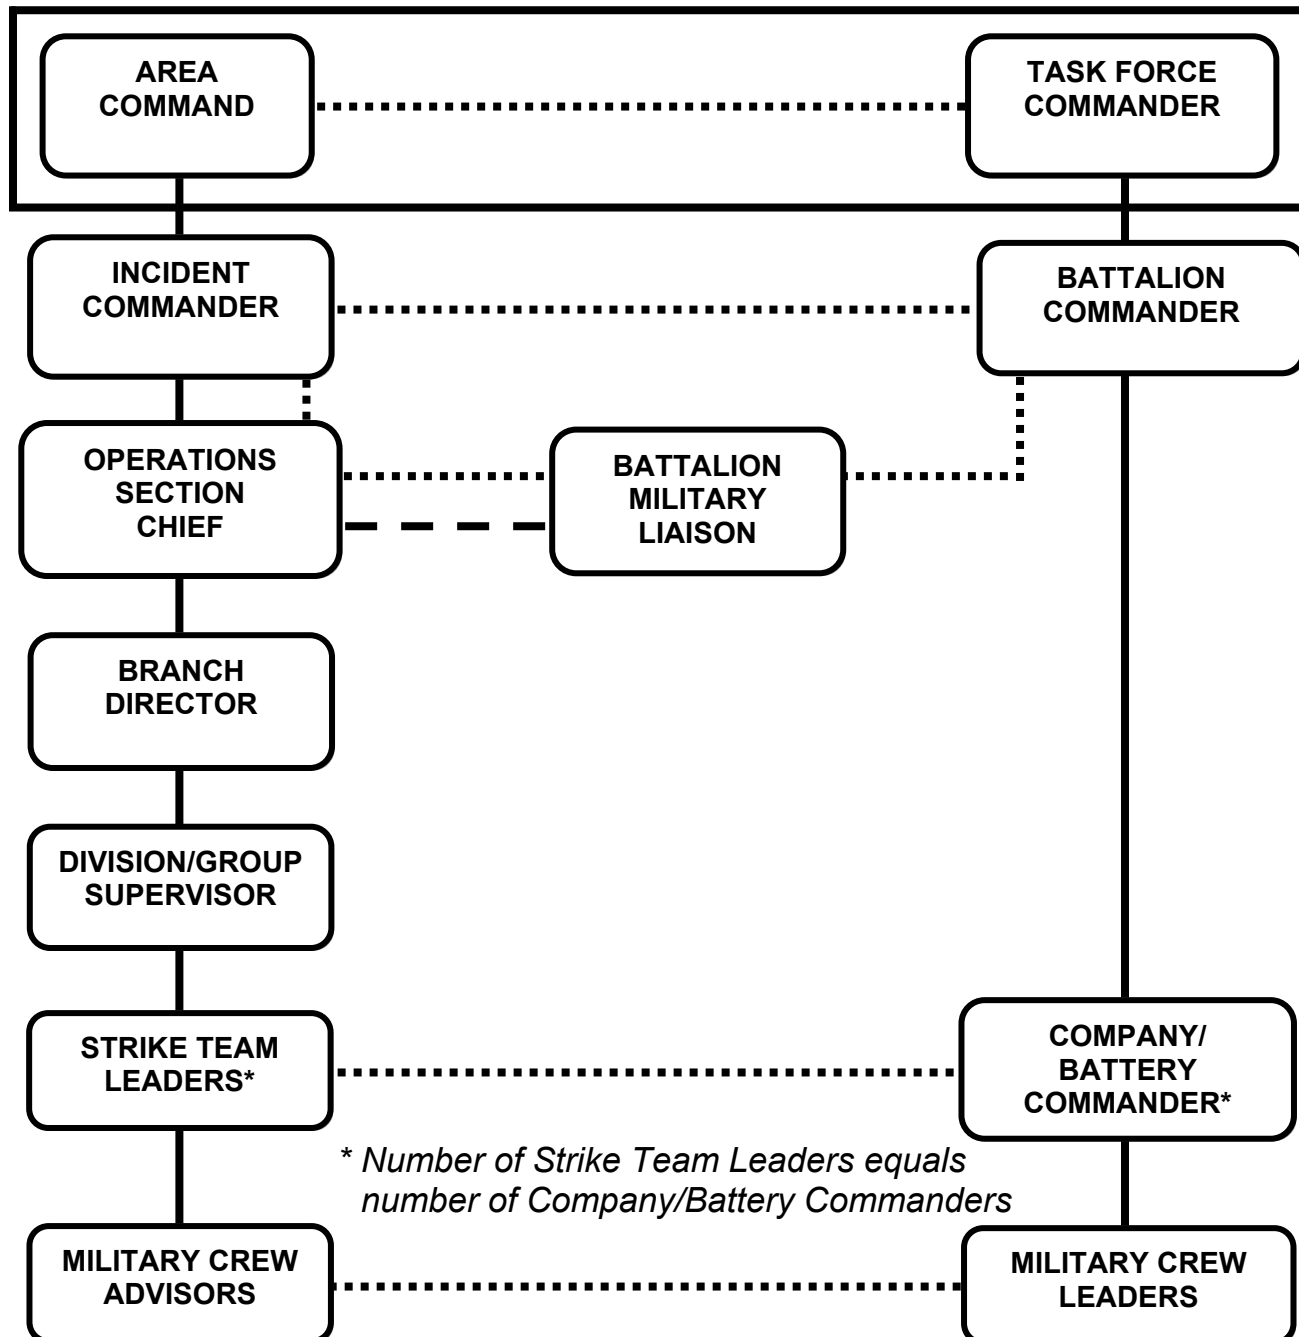 AREA
COMMAND
TASK FORCE
COMMANDER
INCIDENT
COMMANDER
BATTALION
COMMANDER
OPERATIONS
SECTION
CHIEF
BATTALION
MILITARY
LIAISON
BRANCH
DIRECTOR
DIVISION/GROUP
SUPERVISOR
STRIKE TEAM
LEADERS*
COMPANY/
BATTERY
COMMANDER*
* Number of Strike Team Leaders equals
number of Company/Battery Commanders
MILITARY CREW
ADVISORS
MILITARY CREW
LEADERS